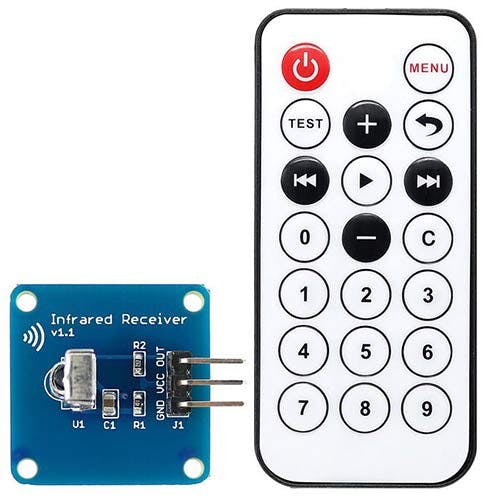 MENU
TEST + 
0 − C
1 2 3
4 5 6
7 8 9
Infrared Receiver
v1.1
R2
OUT
VCC
GND
U1 C1 R1 J1